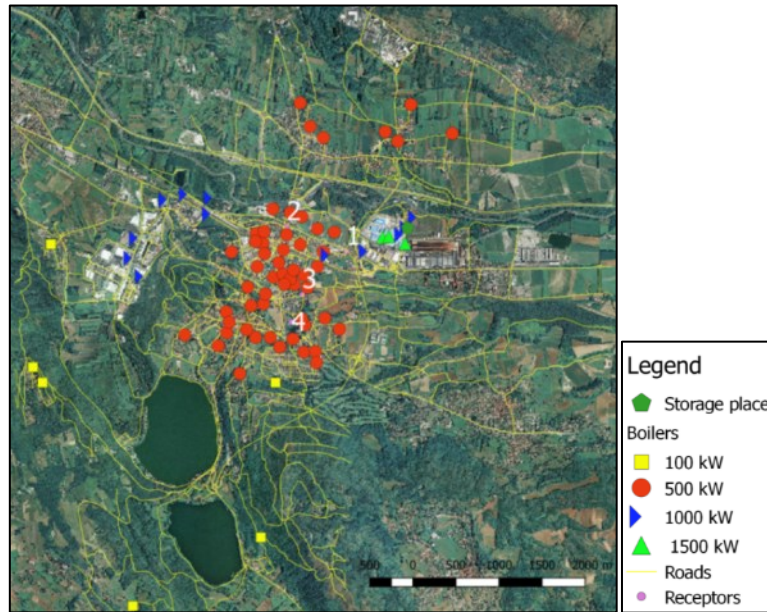 2
1
3
4
500 0 500 1000 1500 2000 m
Legend
Storage place
Boilers
100 kW
500 kW
1000 kW
1500 kW
Roads
Receptors